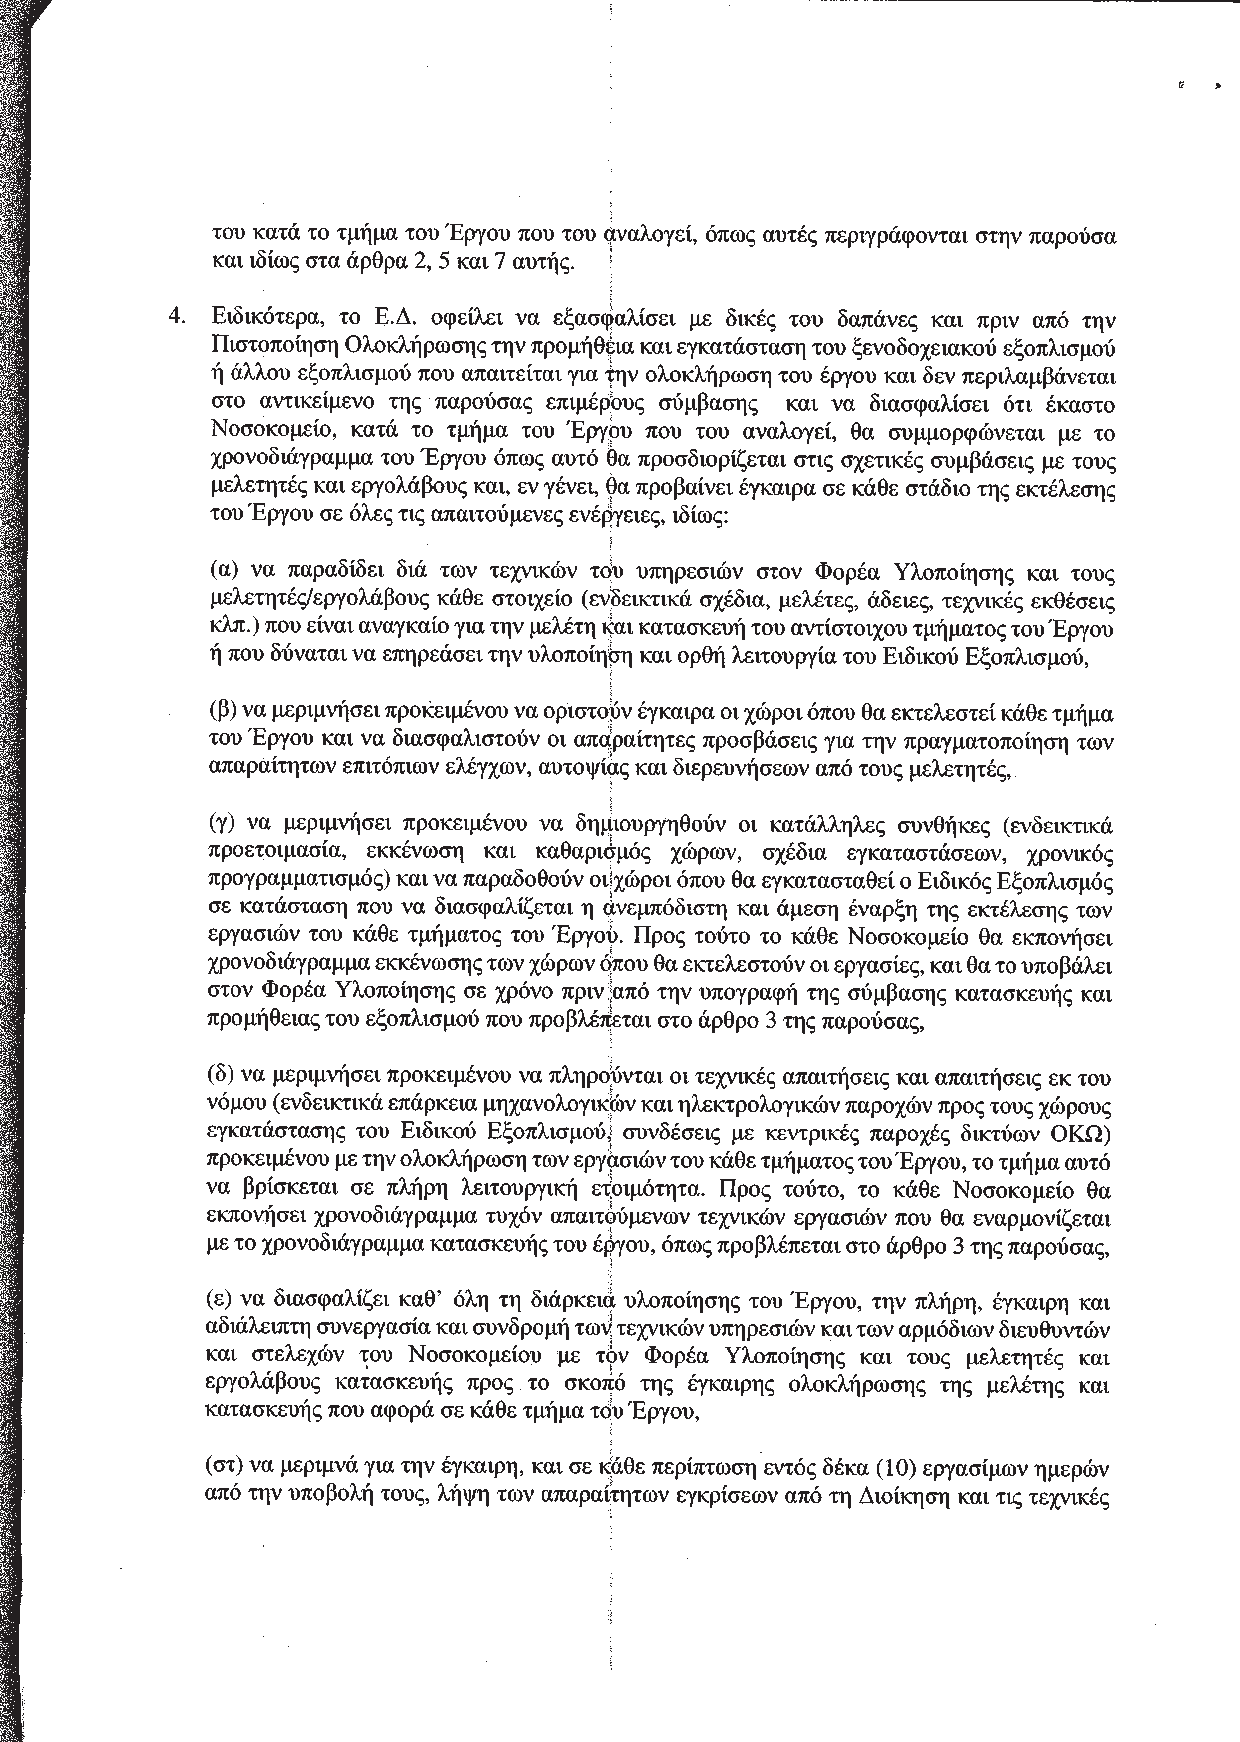 του κατά το τμήμα του Έργου που του αναλογεί, όπως αυτές περιγράφονται στην παρούσα
και ιδίως στα άρθρα 2, 5 και 7 αυτής.
4. Ειδικότερα, το Ε.Δ. οφείλει να εξασφαλίσει με δικές του δαπάνες και πριν από την
Πιστοποίηση Ολοκλήρωσης την προμήθεια και εγκατάσταση του ξενοδοχειακού εξοπλισμού
ή άλλου εξοπλισμού που απαιτείται για την ολοκλήρωση του έργου και δεν περιλαμβάνεται
στο αντικείμενο της παρούσας επιμέρους σύμβασης και να διασφαλίσει ότι έκαστο
Νοσοκομείο, κατά το τμήμα του Έργου που του αναλογεί, θα συμμορφώνεται με το
χρονοδιάγραμμα του Έργου όπως αυτό θα προσδιορίζεται στις σχετικές συμβάσεις με τους
μελετητές και εργολάβους και, εν γένει, θα προβαίνει έγκαιρα σε κάθε στάδιο της εκτέλεσης
του Έργου σε όλες τις απαιτούμενες ενέργειες, ιδίως:
(α) να παραδίδει διά των τεχνικών του υπηρεσιών στον Φορέα Υλοποίησης και τους
μελετητές/εργολάβους κάθε στοιχείο (ενδεικτικά σχέδια, μελέτες, άδειες, τεχνικές εκθέσεις
κλπ.) που είναι αναγκαίο για την μελέτη και κατασκευή του αντίστοιχου τμήματος του Έργου
ή που δύναται να επηρεάσει την υλοποίηση και ορθή λειτουργία του Ειδικού Εξοπλισμού,
(β) να μεριμνήσει προκειμένου να οριστούν έγκαιρα οι χώροι όπου θα εκτελεστεί κάθε τμήμα
του Έργου και να διασφαλιστούν οι απαραίτητες προσβάσεις για την πραγματοποίηση των
απαραίτητων επιτόπιων ελέγχων, αυτοψίας και διερευνήσεων από τους μελετητές,
(γ) να μεριμνήσει προκειμένου να δημιουργηθούν οι κατάλληλες συνθήκες (ενδεικτικά
προετοιμασία, εκκένωση και καθαρισμός χώρων, σχέδια εγκαταστάσεων, χρονικός
προγραμματισμός) και να παραδοθούν οι χώροι όπου θα εγκατασταθεί ο Ειδικός Εξοπλισμός
σε κατάσταση που να διασφαλίζεται η ανεμπόδιστη και άμεση έναρξη της εκτέλεσης των
εργασιών του κάθε τμήματος του Έργου. Προς τούτο το κάθε Νοσοκομείο θα εκπονήσει
χρονοδιάγραμμα εκκένωσης των χώρων όπου θα εκτελεστούν οι εργασίες, και θα το υποβάλει
στον Φορέα Υλοποίησης σε χρόνο πριν από την υπογραφή της σύμβασης κατασκευής και
προμήθειας του εξοπλισμού που προβλέπεται στο άρθρο 3 της παρούσας,
(δ) να μεριμνήσει προκειμένου να πληρούνται οι τεχνικές απαιτήσεις και απαιτήσεις εκ του
νόμου (ενδεικτικά επάρκεια μηχανολογικών και ηλεκτρολογικών παροχών προς τους χώρους
εγκατάστασης του Ειδικού Εξοπλισμού, συνδέσεις με κεντρικές παροχές δικτύων ΟΚΩ)
προκειμένου με την ολοκλήρωση των εργασιών του κάθε τμήματος του Έργου, το τμήμα αυτό
να βρίσκεται σε πλήρη λειτουργική ετοιμότητα. Προς τούτο, το κάθε Νοσοκομείο θα
εκπονήσει χρονοδιάγραμμα τυχόν απαιτούμενων τεχνικών εργασιών που θα εναρμονίζεται
με το χρονοδιάγραμμα κατασκευής του έργου, όπως προβλέπεται στο άρθρο 3 της παρούσας,
(ε) να διασφαλίζει καθ’ όλη τη διάρκεια υλοποίησης του Έργου, την πλήρη, έγκαιρη και
αδιάλειπτη συνεργασία και συνδρομή των τεχνικών υπηρεσιών και των αρμόδιων διευθυντών
και στελεχών του Νοσοκομείου με τον Φορέα Υλοποίησης και τους μελετητές και
εργολάβους κατασκευής προς το σκοπό της έγκαιρης ολοκλήρωσης της μελέτης και
κατασκευής που αφορά σε κάθε τμήμα του Έργου,
(στ) να μεριμνά για την έγκαιρη, και σε κάθε περίπτωση εντός δέκα (10) εργασίμων ημερών
από την υποβολή τους, λήψη των απαραίτητων εγκρίσεων από τη Διοίκηση και τις τεχνικές